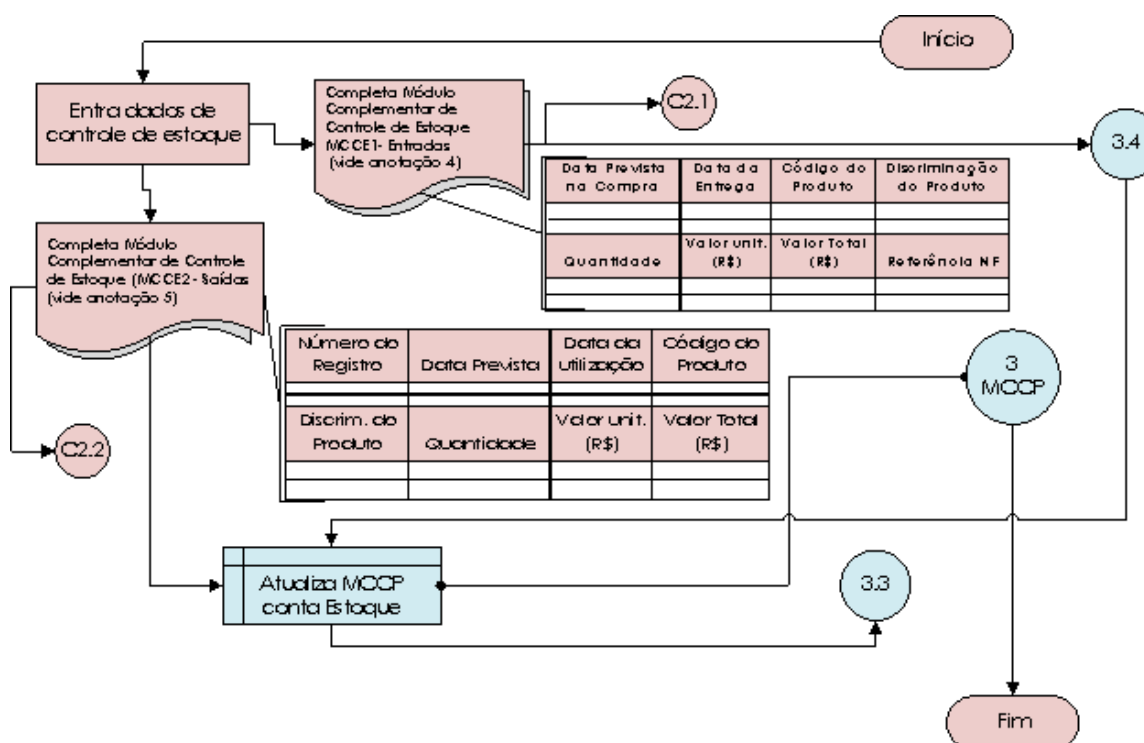 Início
Entra dados de
controle de estoque
Completa Módulo
Complementar de
Controle de Estoque
MCCE1- Entradas
(vide anotação 4)
C2.1
3.4
Data Prevista
na Compra
Data da
Entrega
Código do
Produto
Discriminação
do Produto
Quantidade
Valor unit.
(R$)
Valor Total
(R$)
Referência NF
Completa Módulo
Complementar de Controle
de Estoque (MCCE2 - Saídas
(vide anotação 5)
Número do
Registro
Data Prevista
Data da
utilização
Código do
Produto
Discrim. do
Produto
Quantidade
Valor unit.
(R$)
Valor Total
(R$)
3
MCCP
C2.2
Atualiza MCCP
conta Estoque
3.3
Fim